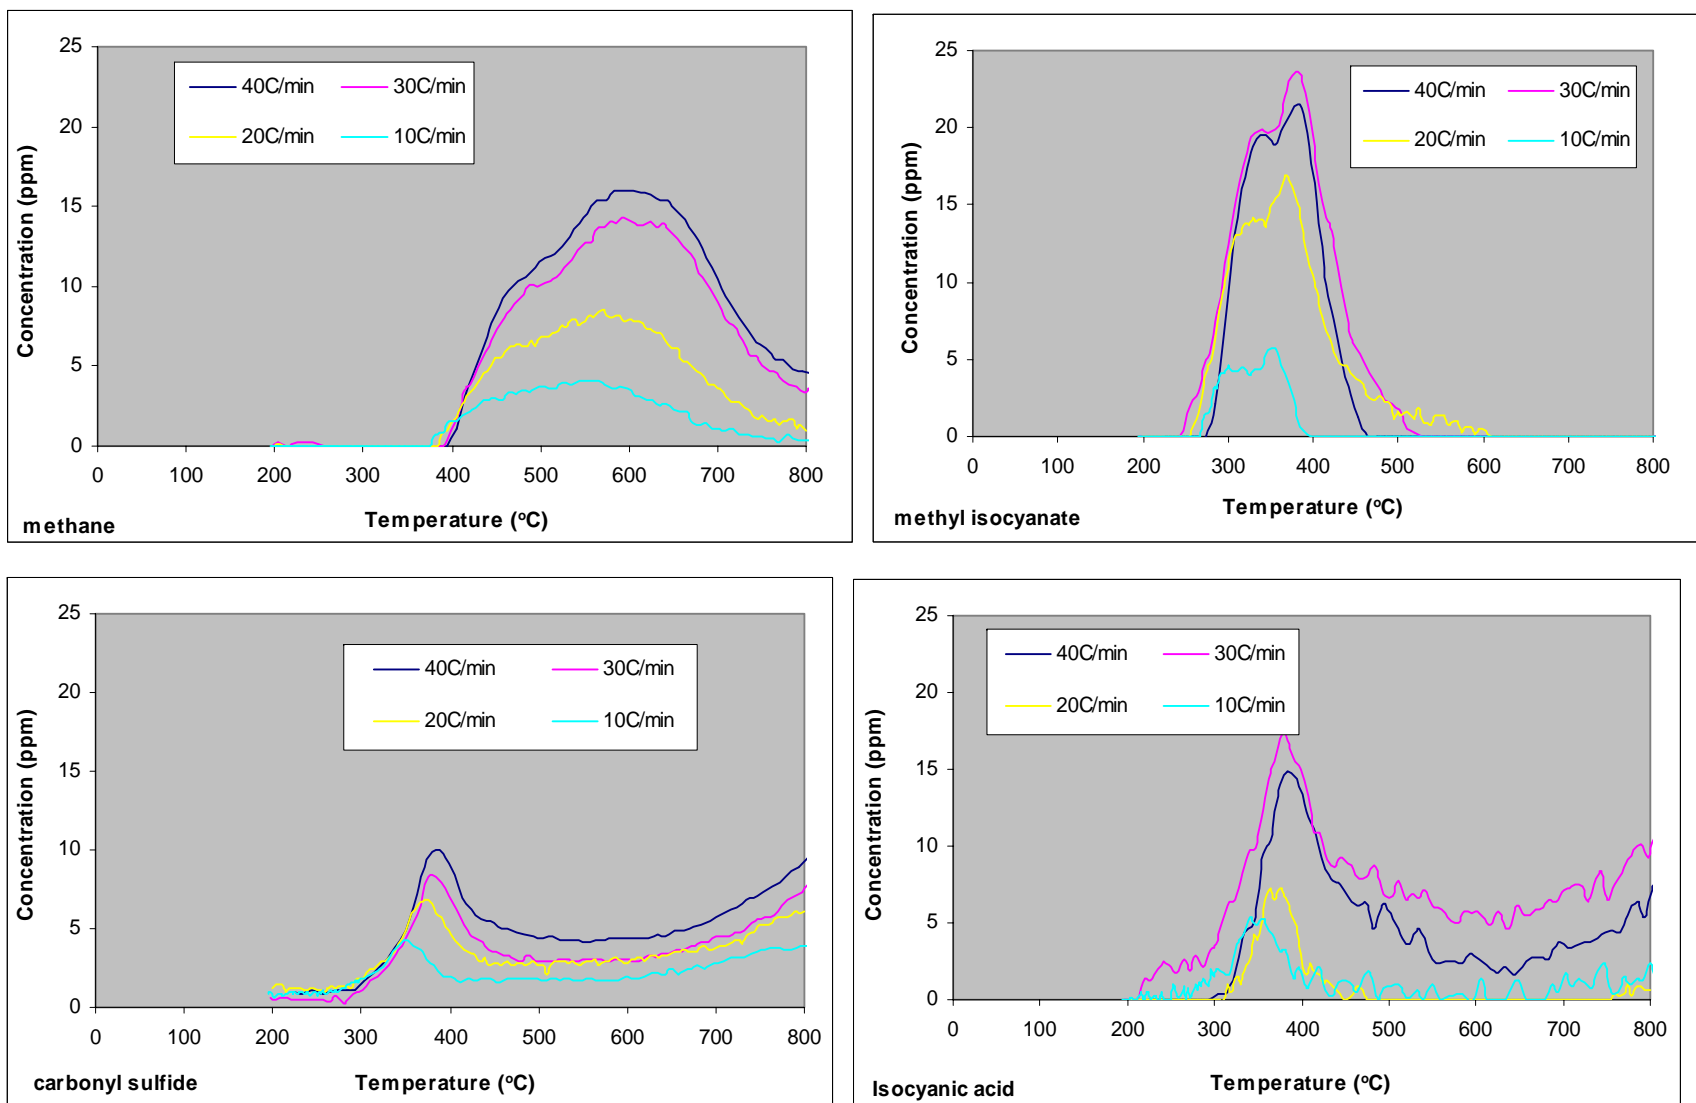 25
20
15
10
5
0
0 100 200 300 400 500 600 700 800
40C/min 30C/min
20C/min 10C/min
Concentration (ppm)
Temperature (ºC)
methane
25
20
15
10
5
0
0 100 200 300 400 500 600 700 800
40C/min 30C/min
20C/min 10C/min
Concentration (ppm)
Temperature (ºC)
methyl isocyanate
25
20
15
10
5
0
0 100 200 300 400 500 600 700 800
40C/min 30C/min
20C/min 10C/min
Concentration (ppm)
Temperature (ºC)
carbonyl sulfide
25
20
15
10
5
0
0 100 200 300 400 500 600 700 800
40C/min 30C/min
20C/min 10C/min
Concentration (ppm)
Temperature (ºC)
Isocyanic acid